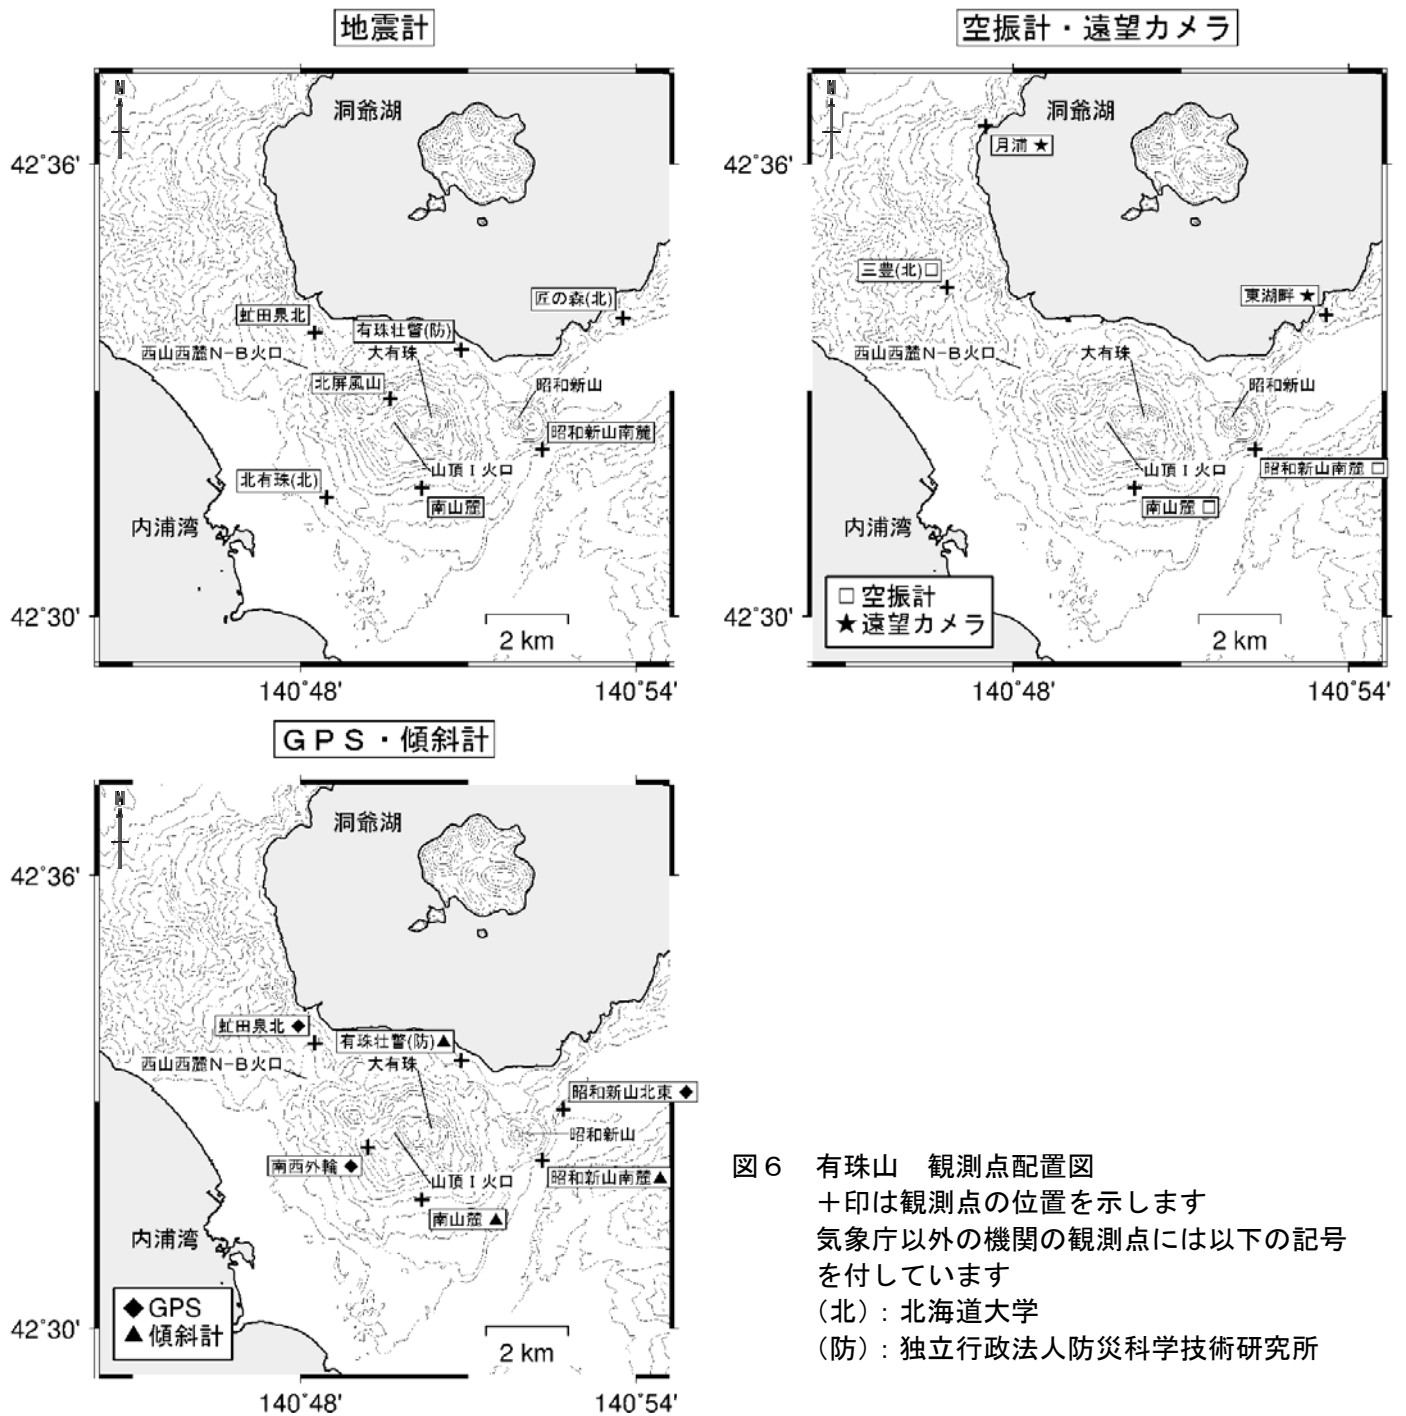 地震計
N
洞爺湖
42°36'
匠の森(北)
虻田泉北
有珠壮瞥(防)
西山西麓N-B火口
大有珠
北屏風山
昭和新山
昭和新山南麓
山頂Ⅰ火口
北有珠(北)
南山麓
内浦湾
42°30'
2 km
140°48'
140°54'
空振計・遠望カメラ
N
洞爺湖
月浦 ★
42°36'
三豊(北)□
東湖畔 ★
西山西麓N-B火口
大有珠
昭和新山
山頂Ⅰ火口
昭和新山南麓 □
南山麓 □
内浦湾
□ 空振計
★遠望カメラ
42°30'
2 km
140°48'
140°54'
GPS・傾斜計
N
洞爺湖
42°36'
虻田泉北 ◆
有珠壮瞥(防)▲
西山西麓N-B火口
大有珠
昭和新山北東 ◆
昭和新山
南西外輪 ◆
昭和新山南麓▲
山頂Ⅰ火口
南山麓 ▲
内浦湾
◆GPS
▲傾斜計
42°30'
2 km
140°48'
140°54'
図6 有珠山 観測点配置図
+印は観測点の位置を示します
気象庁以外の機関の観測点には以下の記号
を付しています
(北):北海道大学
(防):独立行政法人防災科学技術研究所